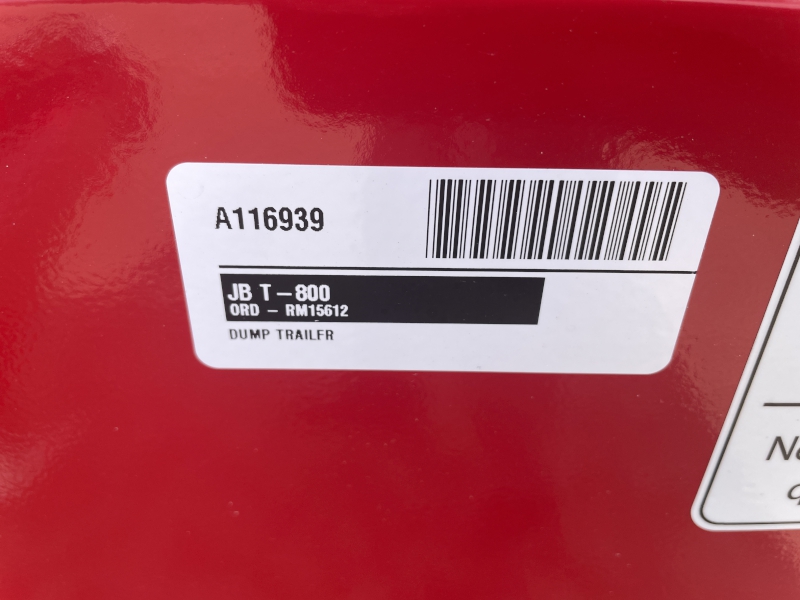 A116939
JB T-800
ORD - RM15612
DUMP TRAILER